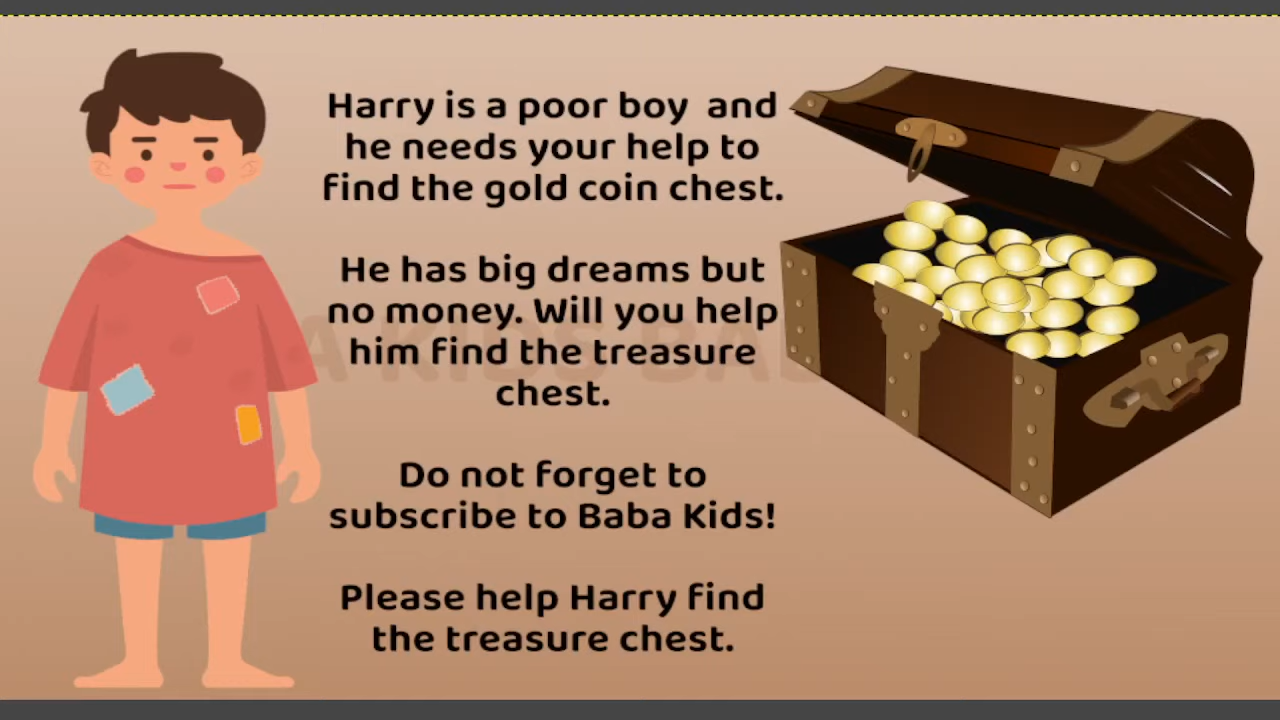 Harry is a poor boy and
he needs your help to
find the gold coin chest.
He has big dreams but
no money. Will you help
him find the treasure
chest.
Do not forget to
subscribe to Baba Kids!
Please help Harry find
the treasure chest.